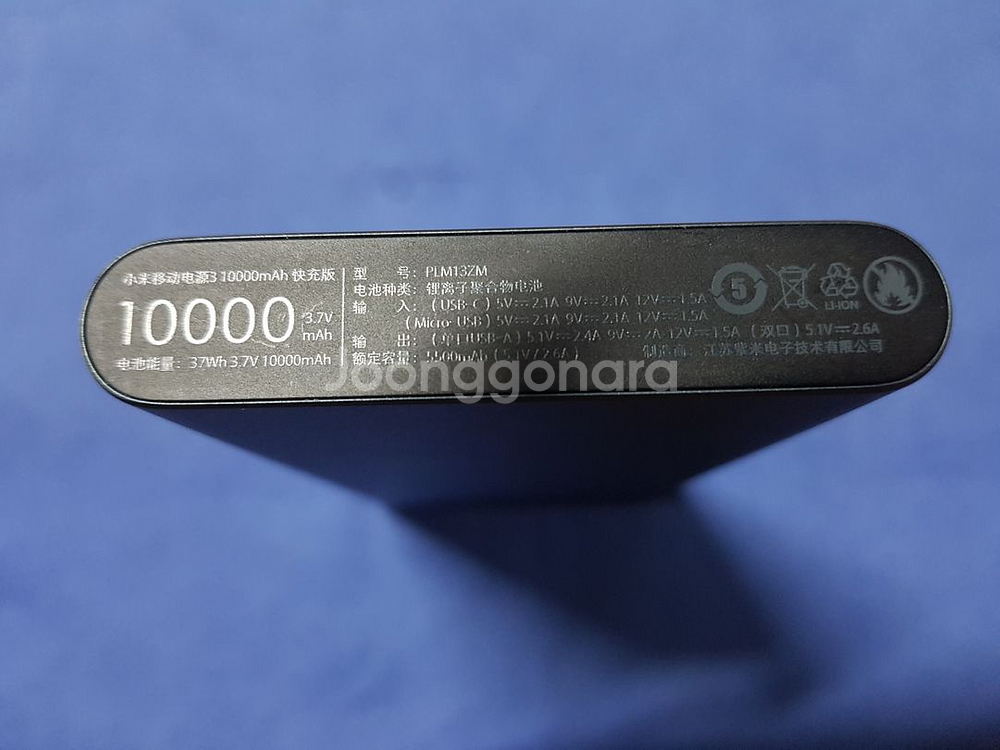 小米移动电源3 10000mAh 快充版
10000 3.7V mAh
电池能量：37Wh 3.7V 10000mAh
型 号：PLM13ZM
电池种类：锂离子聚合物电池
输 入：（USB-C）5V⎓2.1A 9V⎓2.1A 12V⎓1.5A
（Micro-USB）5V⎓2.1A 9V⎓2.1A 12V⎓1.5A
输 出：（单口USB-A）5.1V⎓2.4A 9V⎓2A 12V⎓1.5A （双口）5.1V⎓2.6A
额定容量：5500mAh（5.1V/2.6A） 制造商：江苏紫米电子技术有限公司
5
LI-ION
Joonggonara